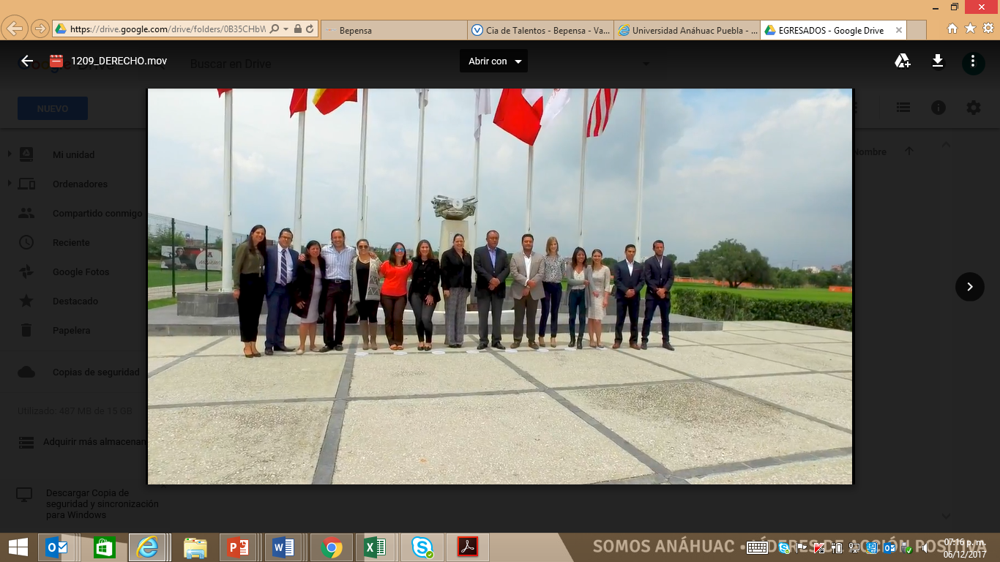 https://drive.google.com/drive/folders/0B35CHbV
Bepensa
Cia de Talentos - Bepensa - Va...
Universidad Anáhuac Puebla - ...
EGRESADOS - Google Drive
1209_DERECHO.mov
Buscar en Drive
Abrir con
NUEVO
Nombre
Mi unidad
Ordenadores
Compartido conmigo
Reciente
Google Fotos
Destacado
Papelera
Copias de seguridad
Utilizado: 487 MB de 15 GB
Adquirir más
Descargar Copia de
seguridad y sincronización
para Windows
SOMOS ANÁHUAC • LÍDERES DE ACCIÓN POSITIVA
07:16 p. m.
06/12/2017